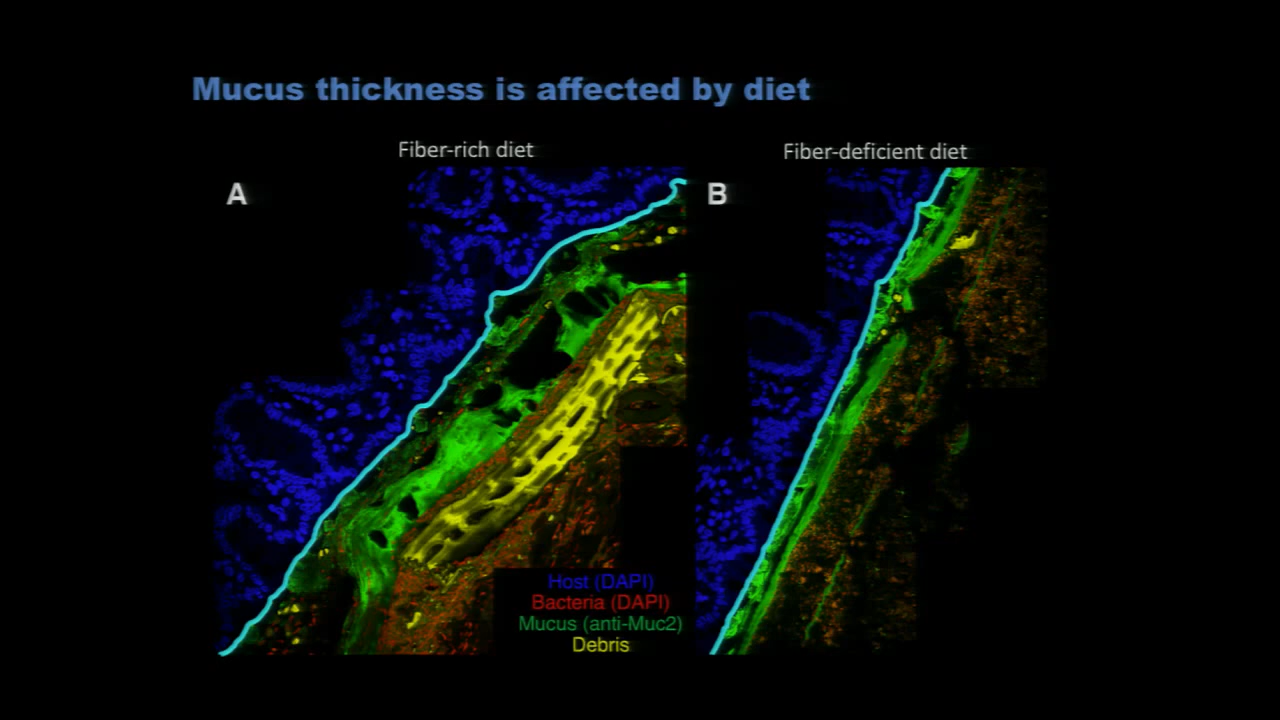 Mucus thickness is affected by diet
Fiber-rich diet
Fiber-deficient diet
A
B
Host (DAPI)
Bacteria (DAPI)
Mucus (anti-Muc2)
Debris